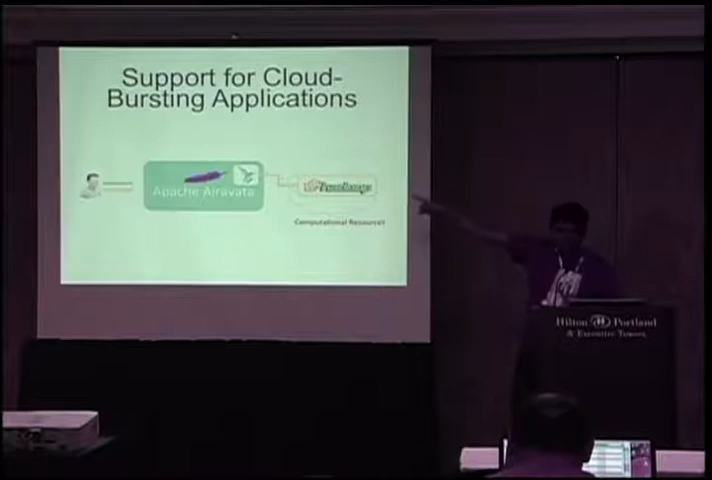 Support for Cloud-
Bursting Applications
Apache Airavata
Computational Resources
Hilton Portland
& Executive Towers